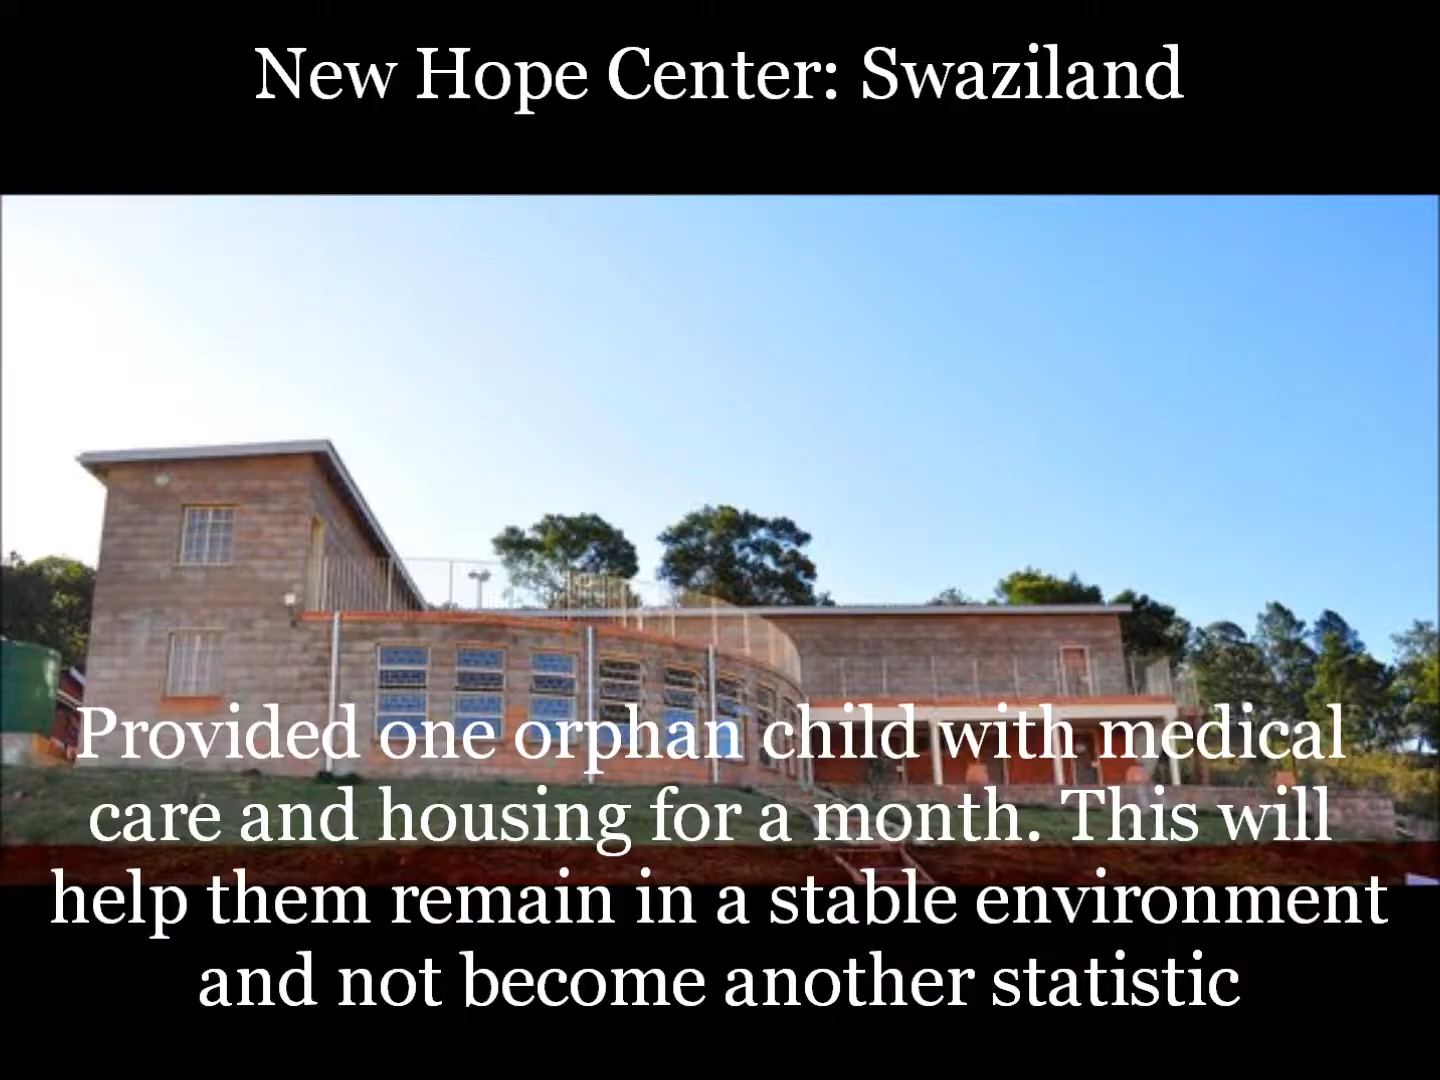 New Hope Center: Swaziland
Provided one orphan child with medical
care and housing for a month. This will
help them remain in a stable environment
and not become another statistic